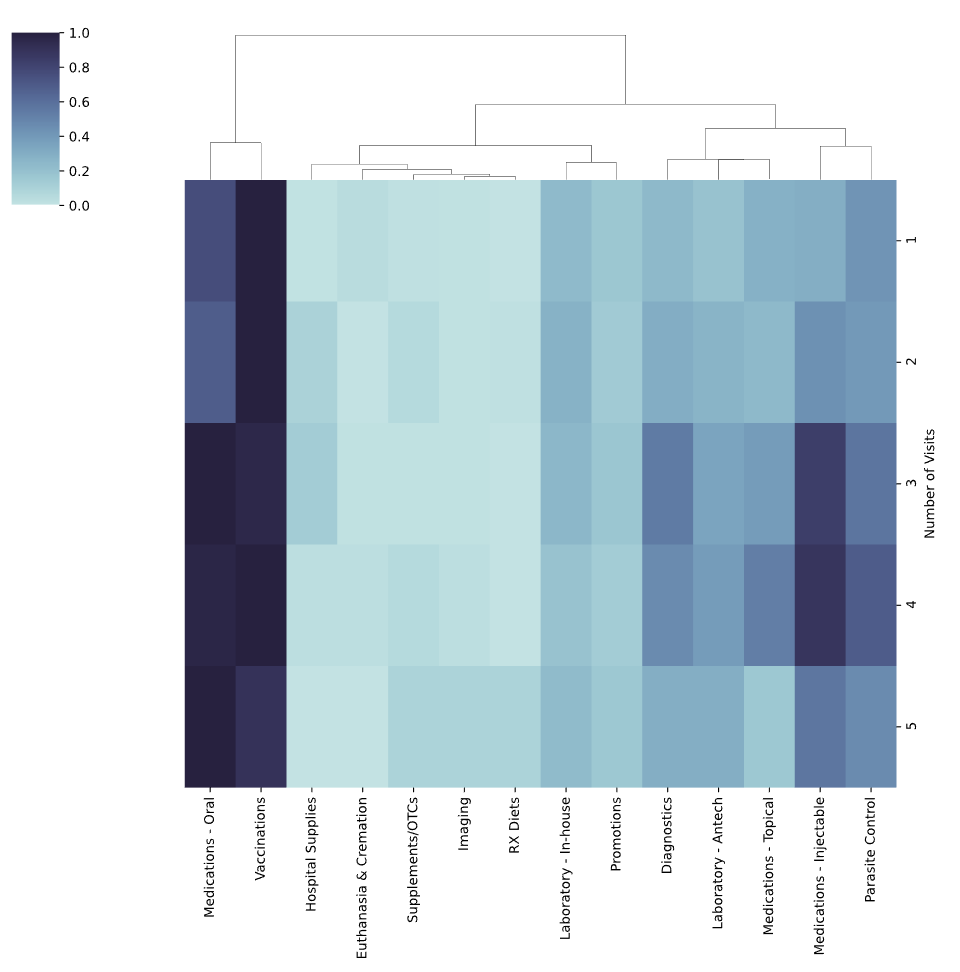 1.0
0.8
0.6
0.4
0.2
0.0
1
2
3
4
5
Number of Visits
Medications - Oral
Vaccinations
Hospital Supplies
Euthanasia & Cremation
Supplements/OTCs
Imaging
RX Diets
Laboratory - In-house
Promotions
Diagnostics
Laboratory - Antech
Medications - Topical
Medications - Injectable
Parasite Control